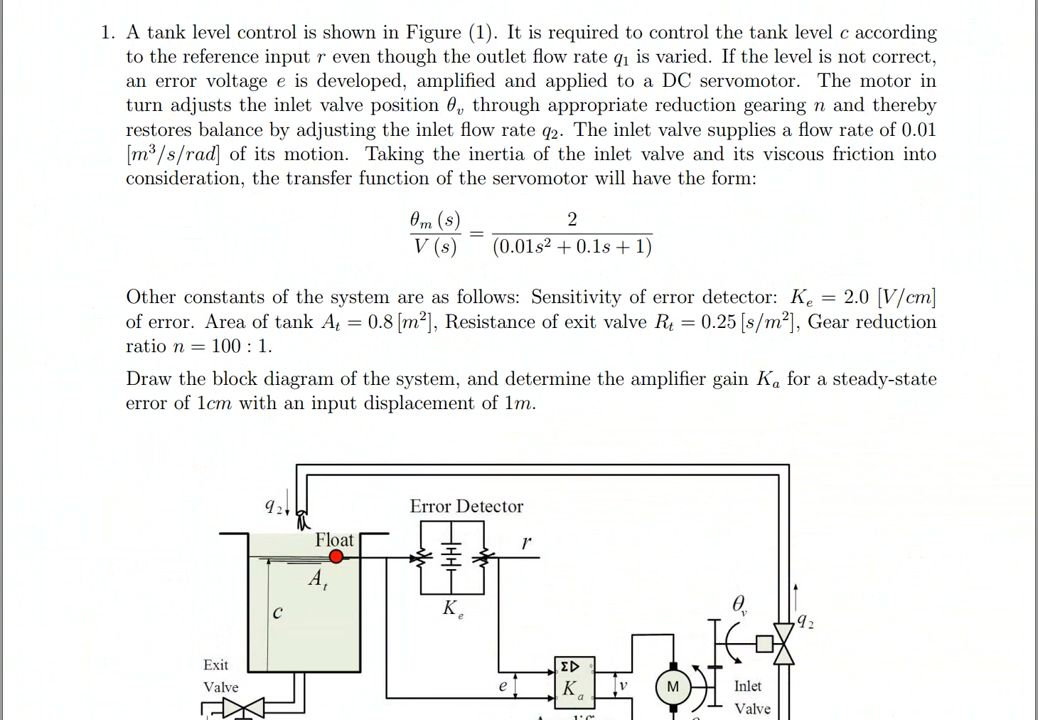 1. A tank level control is shown in Figure (1). It is required to control the tank level c according
to the reference input r even though the outlet flow rate q₁ is varied. If the level is not correct,
an error voltage e is developed, amplified and applied to a DC servomotor. The motor in
turn adjusts the inlet valve position θᵥ through appropriate reduction gearing n and thereby
restores balance by adjusting the inlet flow rate q₂. The inlet valve supplies a flow rate of 0.01
[m³/s/rad] of its motion. Taking the inertia of the inlet valve and its viscous friction into
consideration, the transfer function of the servomotor will have the form:
θₘ (s) / V (s) = 2 / (0.01s² + 0.1s + 1)
Other constants of the system are as follows: Sensitivity of error detector: Kₑ = 2.0 [V/cm]
of error. Area of tank Aₜ = 0.8 [m²], Resistance of exit valve Rₜ = 0.25 [s/m²], Gear reduction
ratio n = 100 : 1.
Draw the block diagram of the system, and determine the amplifier gain Kₐ for a steady-state
error of 1cm with an input displacement of 1m.
q₂
Error Detector
Float
r
Aₜ
c
Kₑ
θᵥ
q₂
Exit
Valve
ΣD
e
Kₐ
v
M
Inlet
Valve